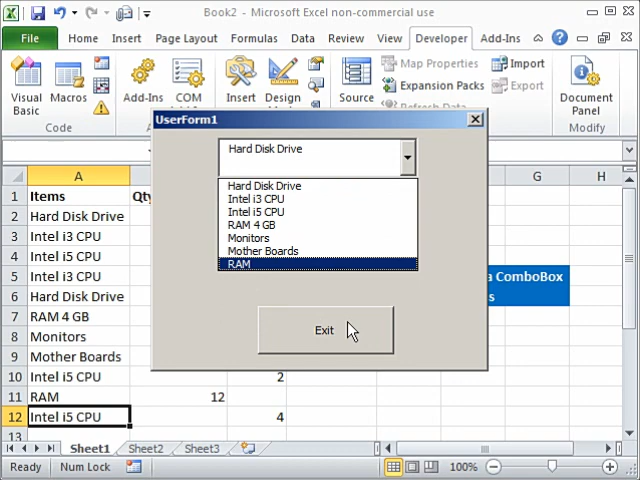 Book2 - Microsoft Excel non-commercial use
File Home Insert Page Layout Formulas Data Review View Developer Add-Ins
Visual Basic
Macros
Add-Ins
COM
Insert
Design
Source
Map Properties
Expansion Packs
Refresh Data
Import
Export
Document Panel
Code
Modify
UserForm1
Hard Disk Drive
Hard Disk Drive
Intel i3 CPU
Intel i5 CPU
RAM 4 GB
Monitors
Mother Boards
RAM
Exit
A G H
1 Items
2 Hard Disk Drive
3 Intel i3 CPU
4 Intel i5 CPU
5 Intel i3 CPU
6 Hard Disk Drive
7 RAM 4 GB
8 Monitors
9 Mother Boards
10 Intel i5 CPU 2
11 RAM 12
12 Intel i5 CPU 4
13
a ComboBox
Sheet1 Sheet2 Sheet3
Ready Num Lock 100%